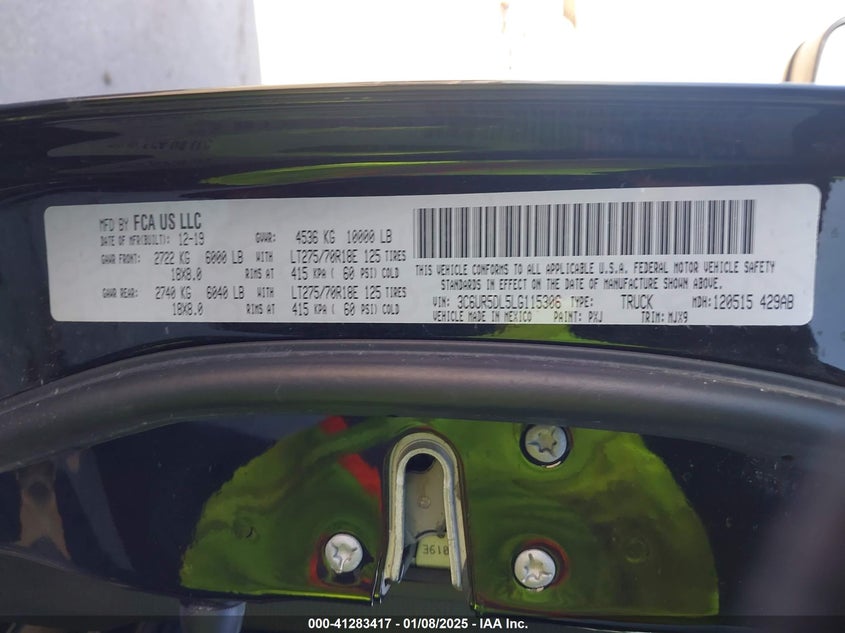 MFD BY FCA US LLC
DATE OF MFR(BUILT): 12-19 GVWR: 4536 KG 10000 LB
GAWR FRONT: 2722 KG 6000 LB WITH LT275/70R18E 125 TIRES
18X8.0 RIMS AT 415 KPA ( 60 PSI) COLD
GAWR REAR: 2740 KG 6040 LB WITH LT275/70R18E 125 TIRES
18X8.0 RIMS AT 415 KPA ( 60 PSI) COLD
THIS VEHICLE CONFORMS TO ALL APPLICABLE U.S.A. FEDERAL MOTOR VEHICLE SAFETY
STANDARDS IN EFFECT ON THE DATE OF MANUFACTURE SHOWN ABOVE.
VIN: 3C6UR5DL5LG115306 TYPE: TRUCK MDH: 120515 429AB
VEHICLE MADE IN MEXICO PAINT: PXJ TRIM: MJX9
3610
000-41283417 - 01/08/2025 - IAA Inc.